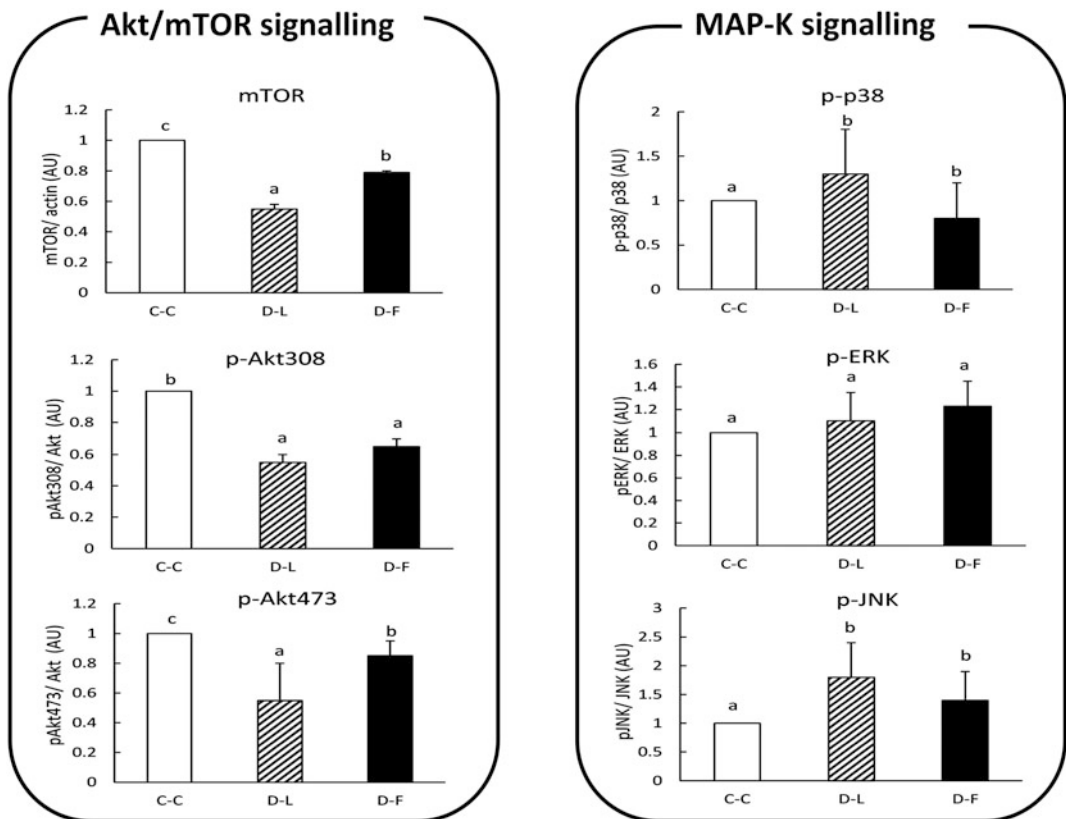 Akt/mTOR signalling
mTOR
mTOR/ actin (AU)
1.2
1
0.8
0.6
0.4
0.2
0
c
a
b
C-C D-L D-F
p-Akt308
pAkt308/ Akt (AU)
1.2
1
0.8
0.6
0.4
0.2
0
b
a
a
C-C D-L D-F
p-Akt473
pAkt473/ Akt (AU)
1.2
1
0.8
0.6
0.4
0.2
0
c
a
b
C-C D-L D-F
MAP-K signalling
p-p38
p-p38/ p38 (AU)
2
1.5
1
0.5
0
a
b
b
C-C D-L D-F
p-ERK
pERK/ ERK (AU)
1.6
1.4
1.2
1
0.8
0.6
0.4
0.2
0
a
a
a
C-C D-L D-F
p-JNK
pJNK/ JNK (AU)
3
2.5
2
1.5
1
0.5
0
a
b
b
C-C D-L D-F